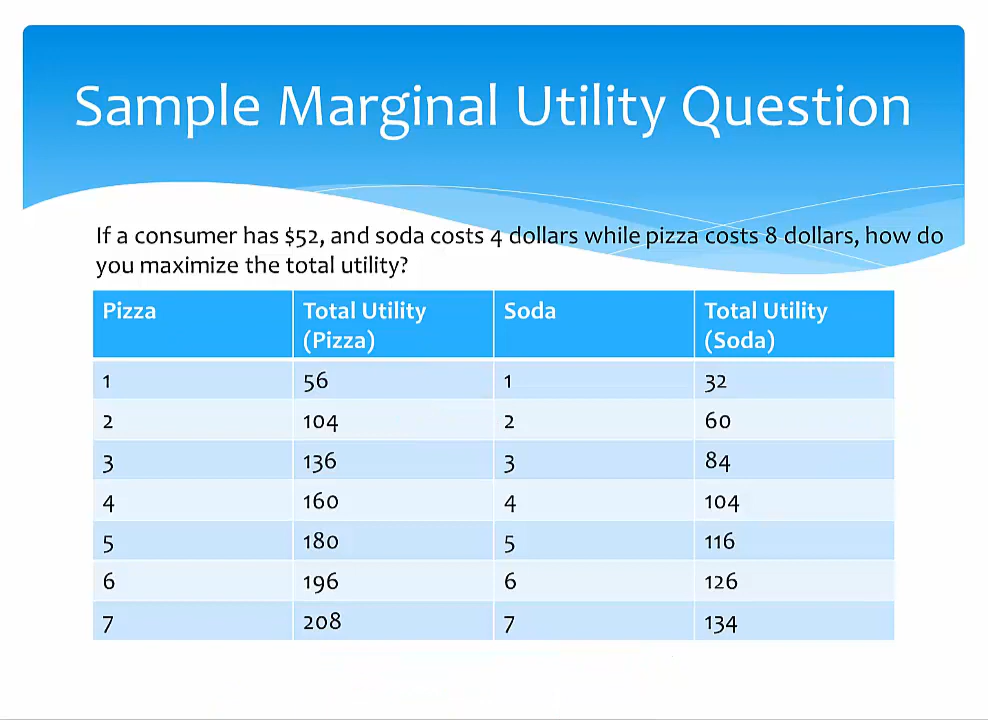 Sample Marginal Utility Question
If a consumer has $52, and soda costs 4 dollars while pizza costs 8 dollars, how do
you maximize the total utility?
Pizza Total Utility (Pizza) Soda Total Utility (Soda)
1 56 1 32
2 104 2 60
3 136 3 84
4 160 4 104
5 180 5 116
6 196 6 126
7 208 7 134